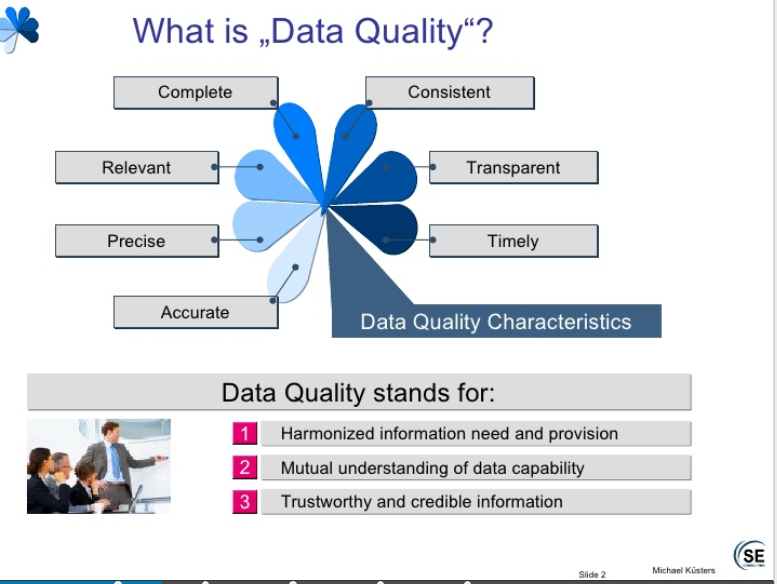 What is „Data Quality“?
Complete
Consistent
Relevant
Transparent
Precise
Timely
Accurate
Data Quality Characteristics
Data Quality stands for:
1 Harmonized information need and provision
2 Mutual understanding of data capability
3 Trustworthy and credible information
Slide 2
Michael Küsters
SE
CONSULTING